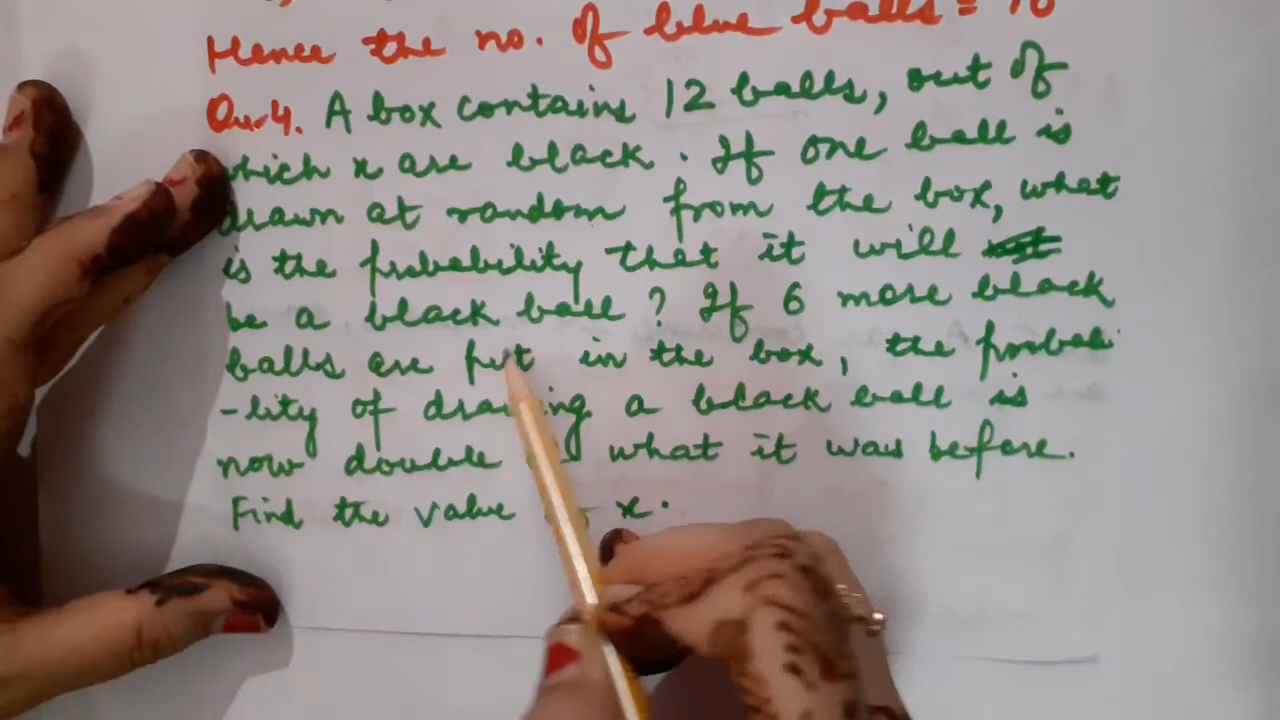 Hence the no. of blue balls = 10
Qu-4. A box contains 12 balls, out of
which x are black. If one ball is
drawn at random from the box, what
is the probability that it will
be a black ball? If 6 more black
balls are put in the box, the probabi
-lity of drawing a black ball is
now double what it was before.
Find the value x.